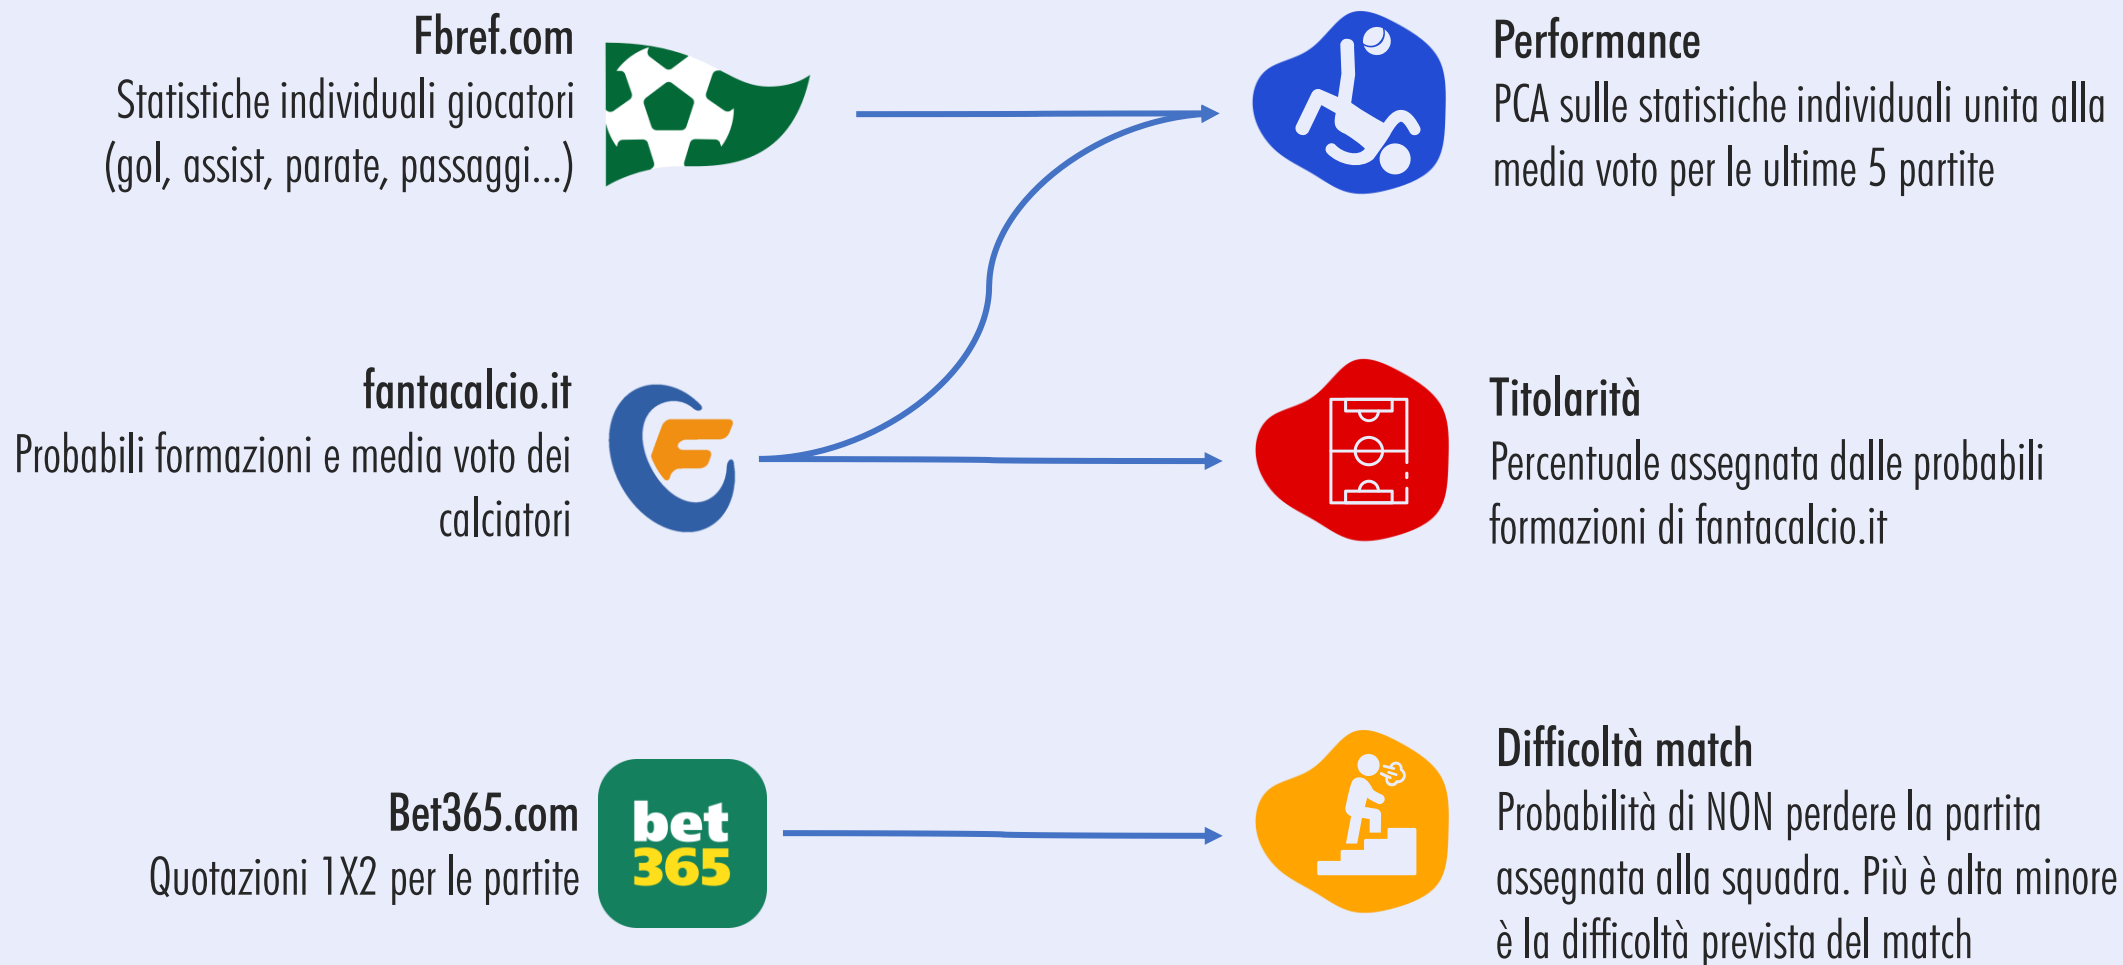 Fbref.com
Statistiche individuali giocatori
(gol, assist, parate, passaggi...)
Performance
PCA sulle statistiche individuali unita alla
media voto per le ultime 5 partite
fantacalcio.it
Probabili formazioni e media voto dei
calciatori
Titolarità
Percentuale assegnata dalle probabili
formazioni di fantacalcio.it
Bet365.com
Quotazioni 1X2 per le partite
bet
365
Difficoltà match
Probabilità di NON perdere la partita
assegnata alla squadra. Più è alta minore
è la difficoltà prevista del match